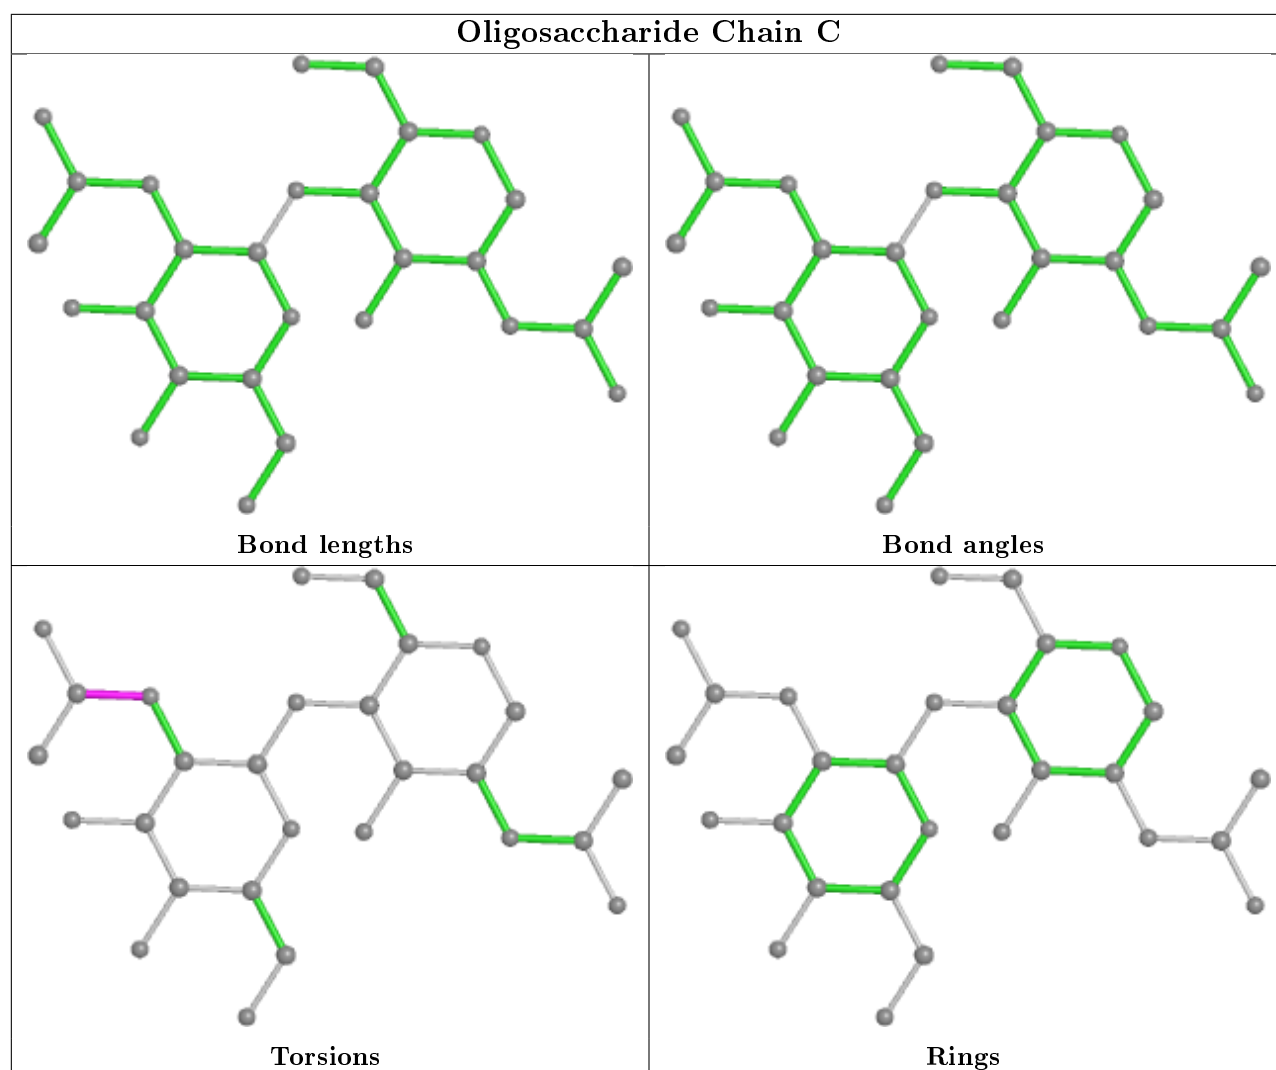 Oligosaccharide Chain C
Bond lengths
Bond angles
Torsions
Rings